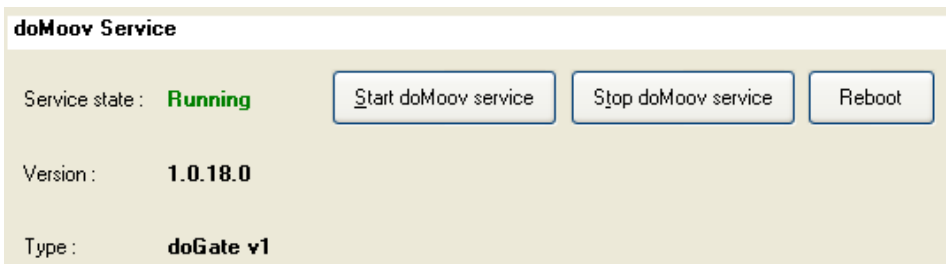 doMoov Service
Service state : Running Start doMoov service Stop doMoov service Reboot
Version : 1.0.18.0
Type : doGate v1